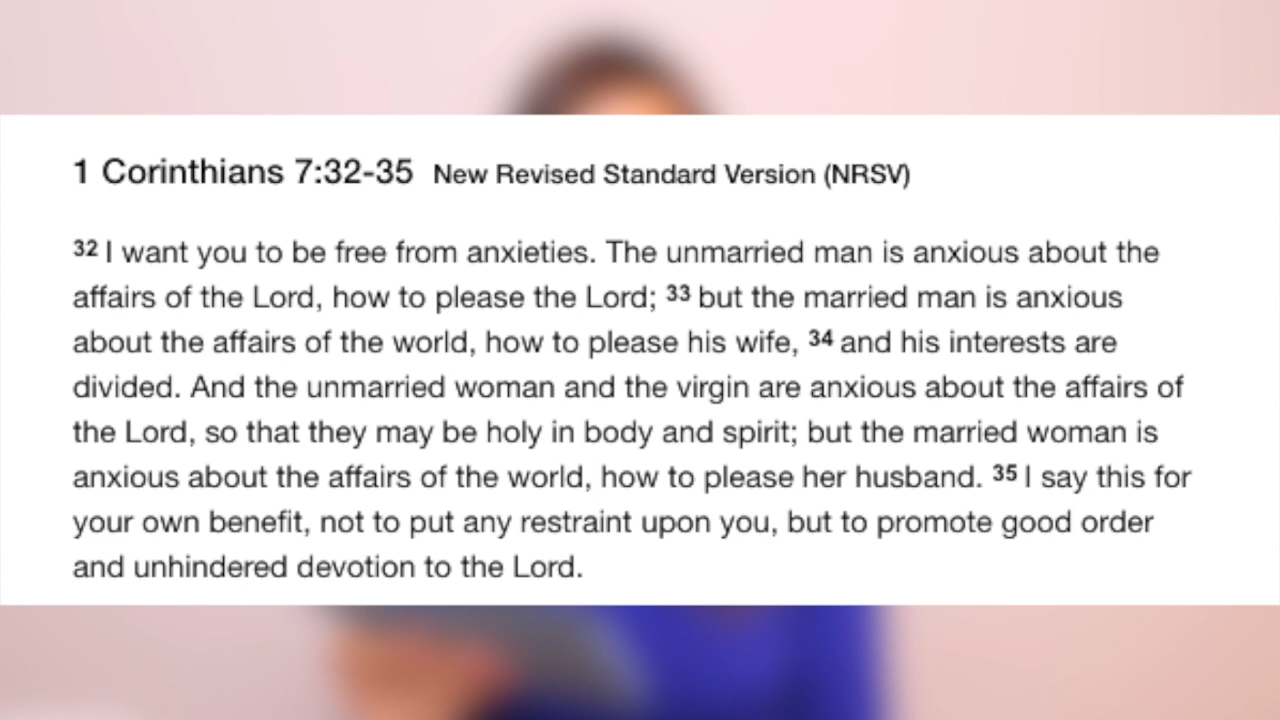 1 Corinthians 7:32-35 New Revised Standard Version (NRSV)
32 I want you to be free from anxieties. The unmarried man is anxious about the
affairs of the Lord, how to please the Lord; 33 but the married man is anxious
about the affairs of the world, how to please his wife, 34 and his interests are
divided. And the unmarried woman and the virgin are anxious about the affairs of
the Lord, so that they may be holy in body and spirit; but the married woman is
anxious about the affairs of the world, how to please her husband. 35 I say this for
your own benefit, not to put any restraint upon you, but to promote good order
and unhindered devotion to the Lord.